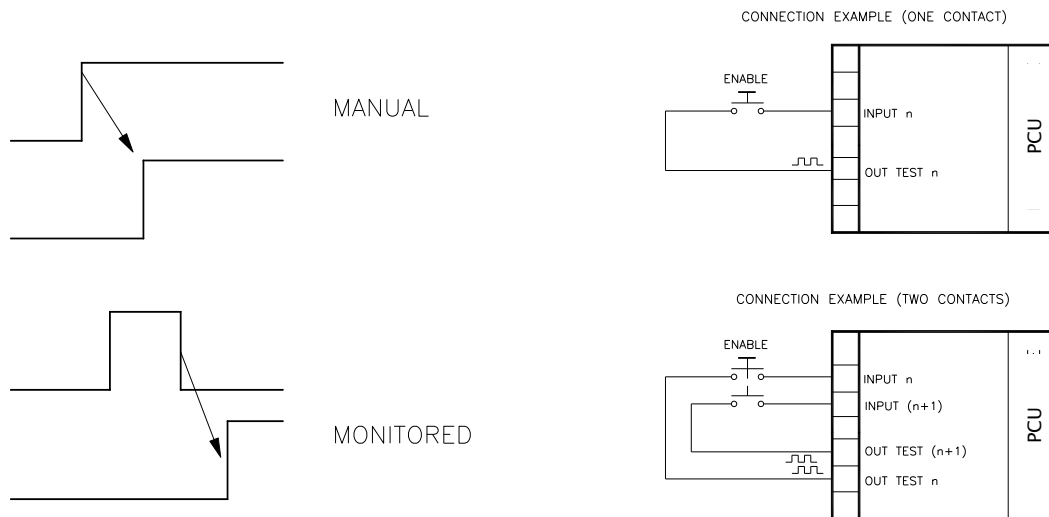 MANUAL
MONITORED
CONNECTION EXAMPLE (ONE CONTACT)
ENABLE
INPUT n
OUT TEST n
PCU
CONNECTION EXAMPLE (TWO CONTACTS)
ENABLE
INPUT n
INPUT (n+1)
OUT TEST (n+1)
OUT TEST n
PCU